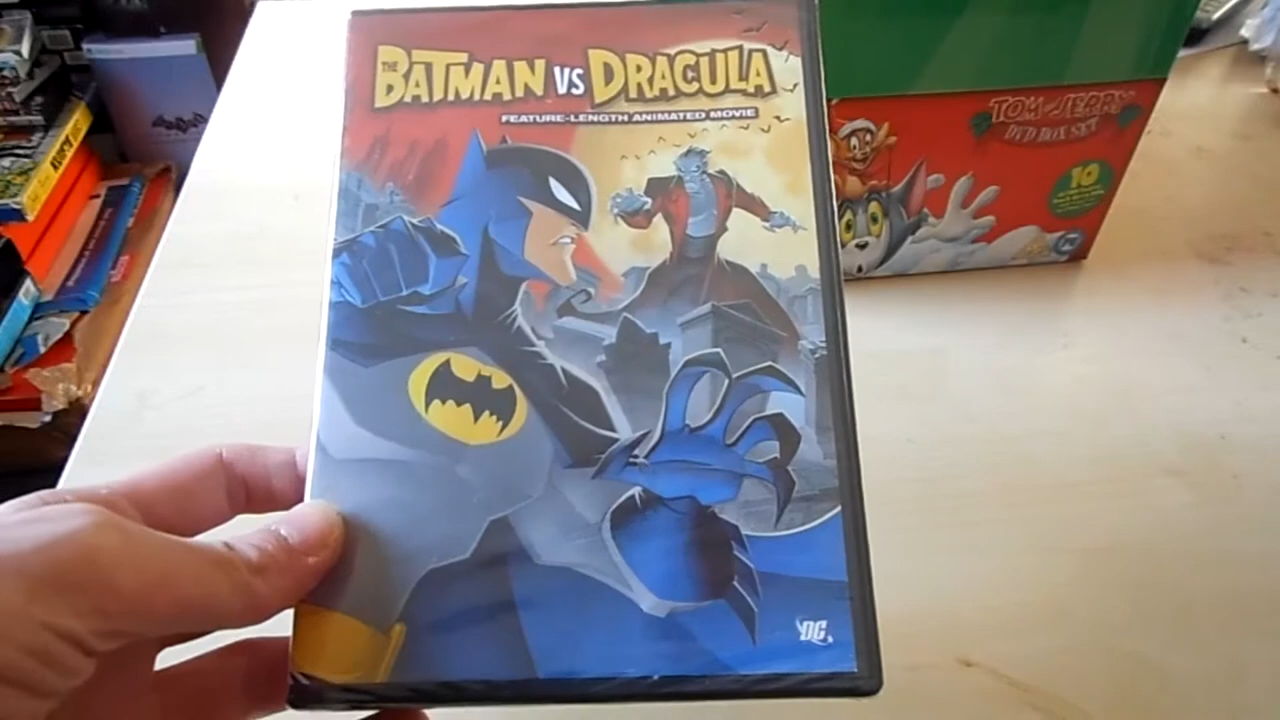 THE BATMAN VS DRACULA
FEATURE-LENGTH ANIMATED MOVIE
DC
TOM AND JERRY
DVD BOX SET
10